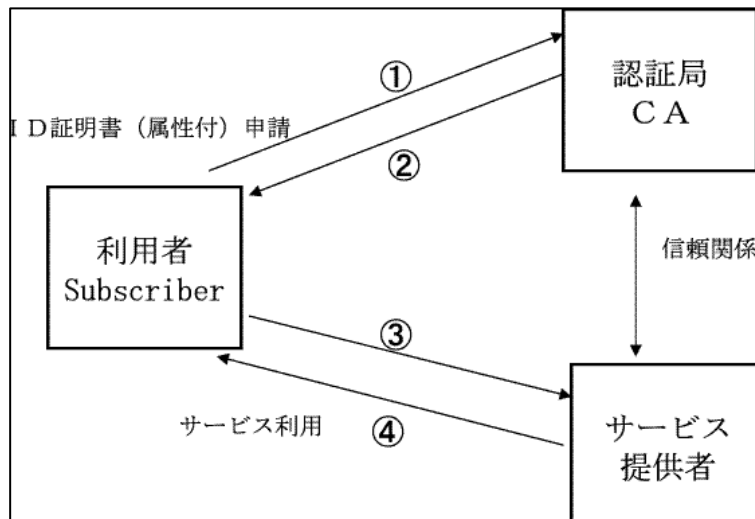 ①
認証局
ＣＡ
ＩＤ証明書（属性付）申請
②
利用者
Subscriber
信頼関係
③
サービス利用
④
サービス
提供者